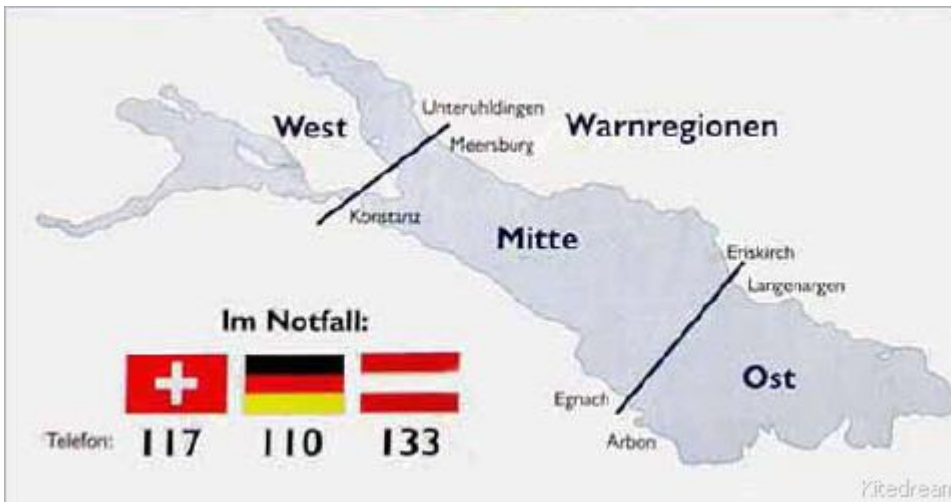 Unteruhldingen
West
Warnregionen
Meersburg
Konstanz
Mitte
Eriskirch
Langenargen
Im Notfall:
Ost
Egnach
Telefon: 117 110 133
Arbon
Kitedream